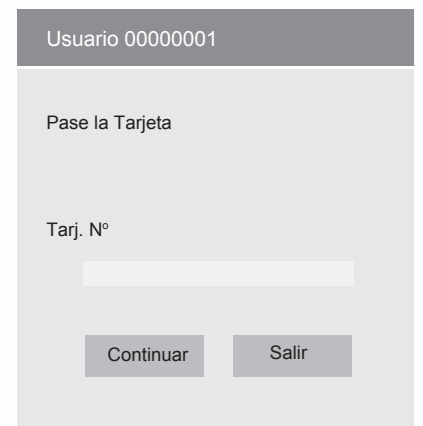 Usuario 00000001
Pase la Tarjeta
Tarj. Nº
Continuar
Salir